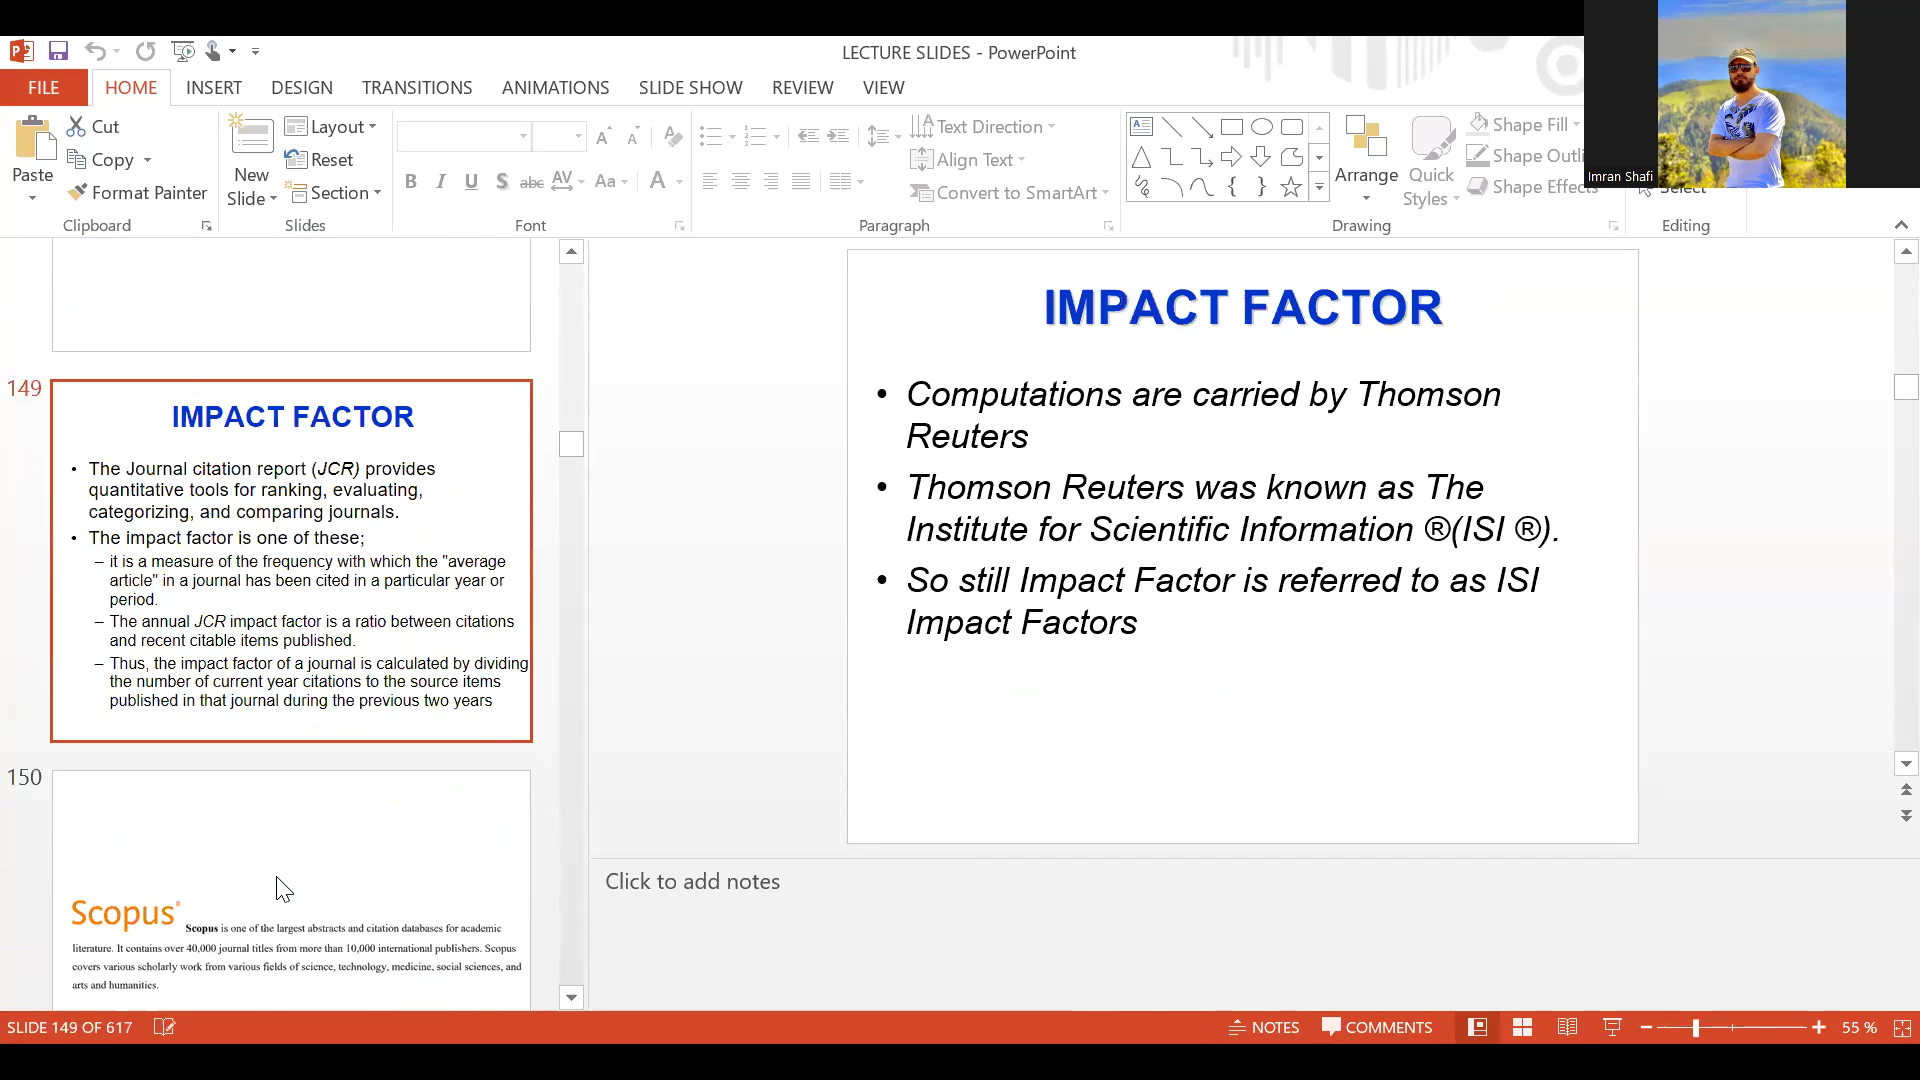 LECTURE SLIDES - PowerPoint
FILE
HOME
INSERT
DESIGN
TRANSITIONS
ANIMATIONS
SLIDE SHOW
REVIEW
VIEW
Paste
Cut
Copy
Format Painter
Clipboard
New
Slide
Layout
Reset
Section
Slides
B I U S abc AV Aa A
Font
Text Direction
Align Text
Convert to SmartArt
Paragraph
Arrange
Quick
Styles
Shape Fill
Shape Outli
Shape Effects
Drawing
Select
Editing
Imran Shafi
149
IMPACT FACTOR
• The Journal citation report (JCR) provides
quantitative tools for ranking, evaluating,
categorizing, and comparing journals.
• The impact factor is one of these;
– it is a measure of the frequency with which the "average
article" in a journal has been cited in a particular year or
period.
– The annual JCR impact factor is a ratio between citations
and recent citable items published.
– Thus, the impact factor of a journal is calculated by dividing
the number of current year citations to the source items
published in that journal during the previous two years
150
Scopus
Scopus is one of the largest abstracts and citation databases for academic
literature. It contains over 40,000 journal titles from more than 10,000 international publishers. Scopus
covers various scholarly work from various fields of science, technology, medicine, social sciences, and
arts and humanities.
IMPACT FACTOR
• Computations are carried by Thomson
Reuters
• Thomson Reuters was known as The
Institute for Scientific Information ®(ISI ®).
• So still Impact Factor is referred to as ISI
Impact Factors
Click to add notes
SLIDE 149 OF 617
NOTES
COMMENTS
55 %